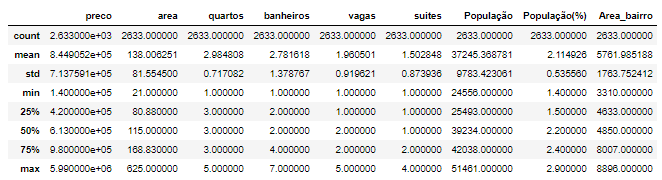 preco area quartos banheiros vagas suites População População(%) Area_bairro
count 2.633000e+03 2633.000000 2633.000000 2633.000000 2633.000000 2633.000000 2633.000000 2633.000000 2633.000000
mean 8.449052e+05 138.006251 2.984808 2.781618 1.960501 1.502848 37245.368781 2.114926 5761.985188
std 7.137591e+05 81.554500 0.717082 1.378767 0.919621 0.873936 9783.423061 0.535560 1763.752412
min 1.400000e+05 21.000000 1.000000 1.000000 1.000000 1.000000 24556.000000 1.400000 3310.000000
25% 4.200000e+05 80.880000 3.000000 2.000000 1.000000 1.000000 25493.000000 1.500000 4633.000000
50% 6.130000e+05 115.000000 3.000000 2.000000 2.000000 1.000000 39234.000000 2.200000 4850.000000
75% 9.800000e+05 168.830000 3.000000 4.000000 2.000000 2.000000 42038.000000 2.400000 8007.000000
max 5.990000e+06 625.000000 5.000000 7.000000 5.000000 4.000000 51461.000000 2.900000 8896.000000